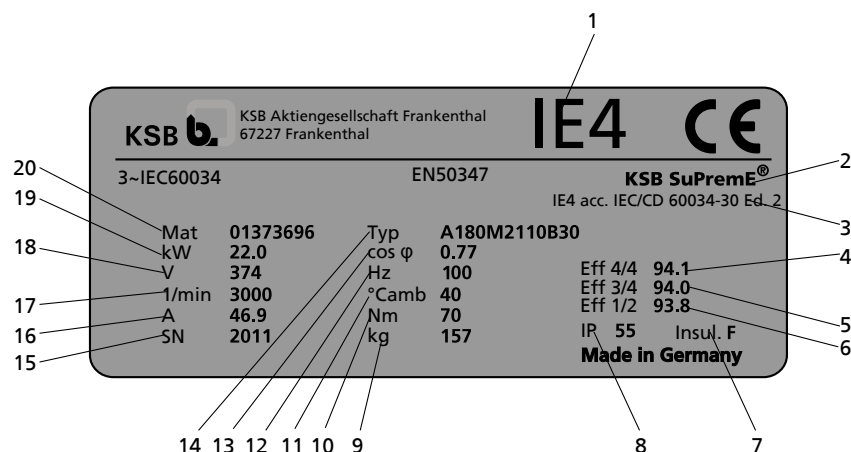 1
KSB b. KSB Aktiengesellschaft Frankenthal
67227 Frankenthal
IE4 CE
3~IEC60034 EN50347 KSB SuPremE®
IE4 acc. IEC/CD 60034-30 Ed. 2
Mat 01373696 Typ A180M2110B30
kW 22.0 cos φ 0.77
V 374 Hz 100 Eff 4/4 94.1
1/min 3000 °Camb 40 Eff 3/4 94.0
A 46.9 Nm 70 Eff 1/2 93.8
SN 2011 kg 157 IP 55 Insul. F
Made in Germany
20
19
18
17
16
15
2
3
4
5
6
14 13 12 11 10 9 8 7